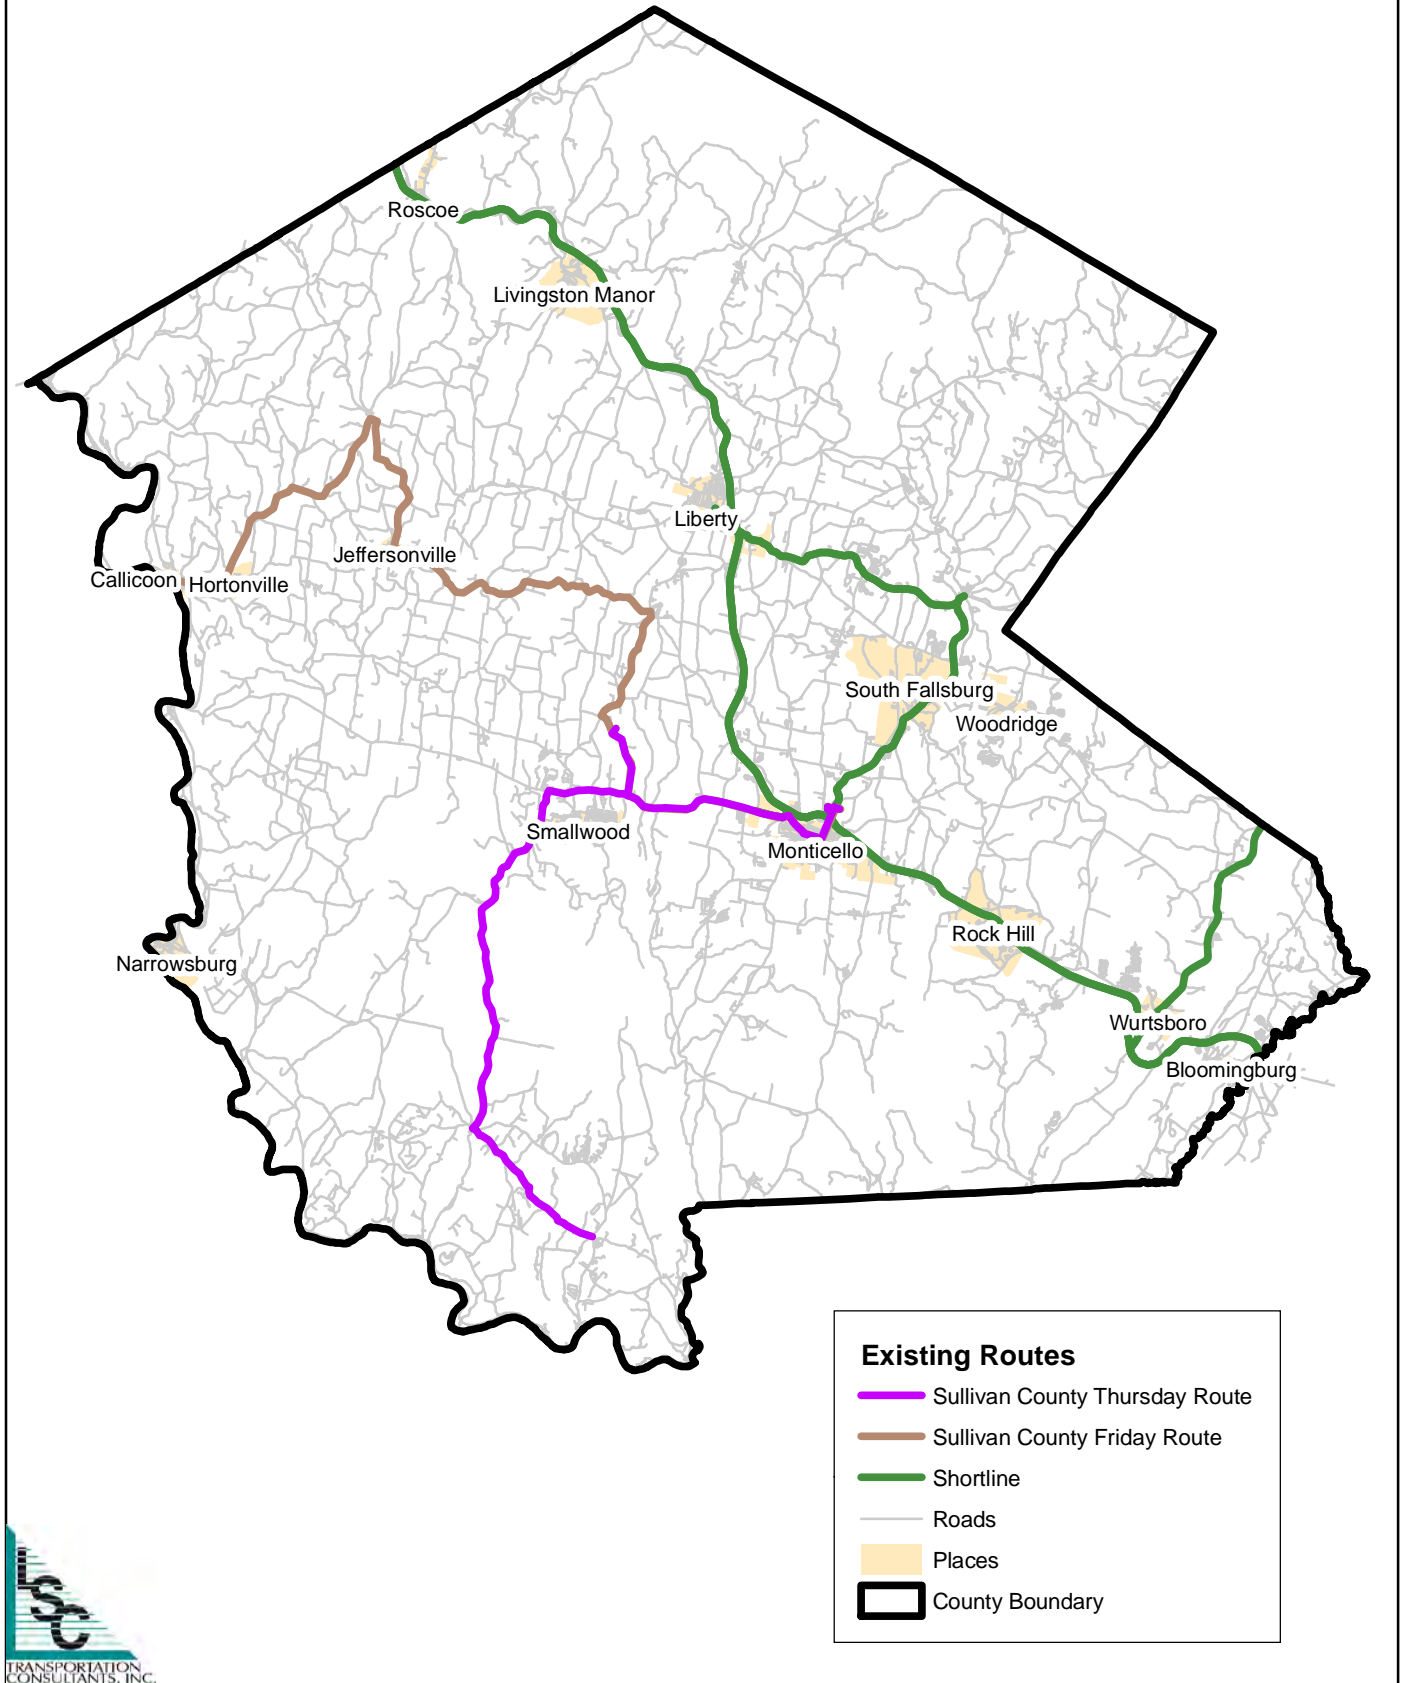 Roscoe
Livingston Manor
Liberty
Jeffersonville
Callicoon
Hortonville
South Fallsburg
Woodridge
Smallwood
Monticello
Rock Hill
Narrowsburg
Wurtsboro
Bloomingburg
Existing Routes
Sullivan County Thursday Route
Sullivan County Friday Route
Shortline
Roads
Places
County Boundary
LSC
TRANSPORTATION
CONSULTANTS, INC.